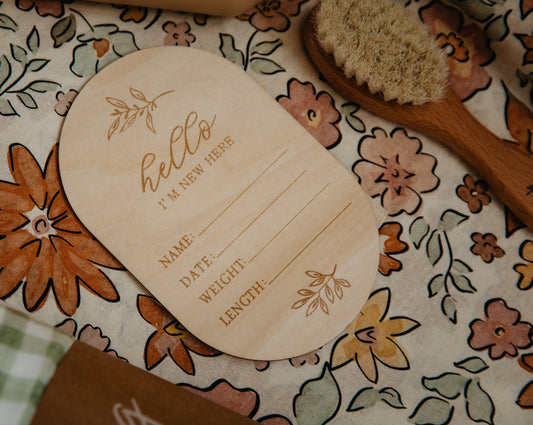 hello
I'M NEW HERE
NAME:
DATE:
WEIGHT:
LENGTH: